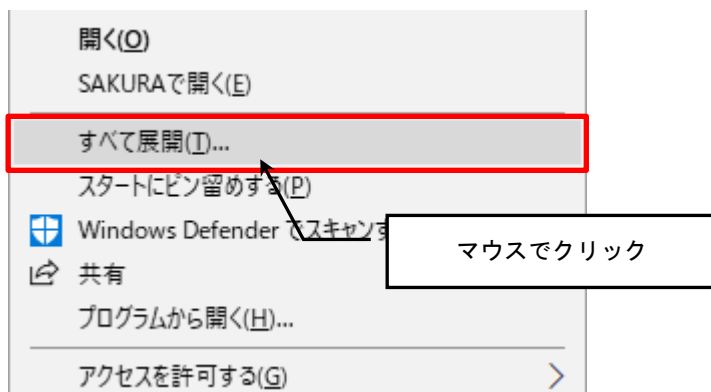 開く(O)
SAKURAで開く(E)
すべて展開(T)...
スタートにピン留めする(P)
Windows Defender でスキャンす
マウスでクリック
共有
プログラムから開く(H)...
アクセスを許可する(G)